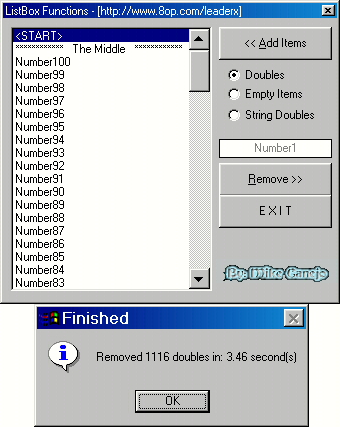 ListBox Functions - [http://www.8op.com/leaderx]
<START>
************ The Middle ************
Number100
Number99
Number98
Number97
Number96
Number95
Number94
Number93
Number92
Number91
Number90
Number89
Number88
Number87
Number86
Number85
Number84
Number83
<< Add Items
Doubles
Empty Items
String Doubles
Number1
Remove >>
E X I T
By: Mike Canejo
Finished
Removed 1116 doubles in: 3.46 second(s)
OK